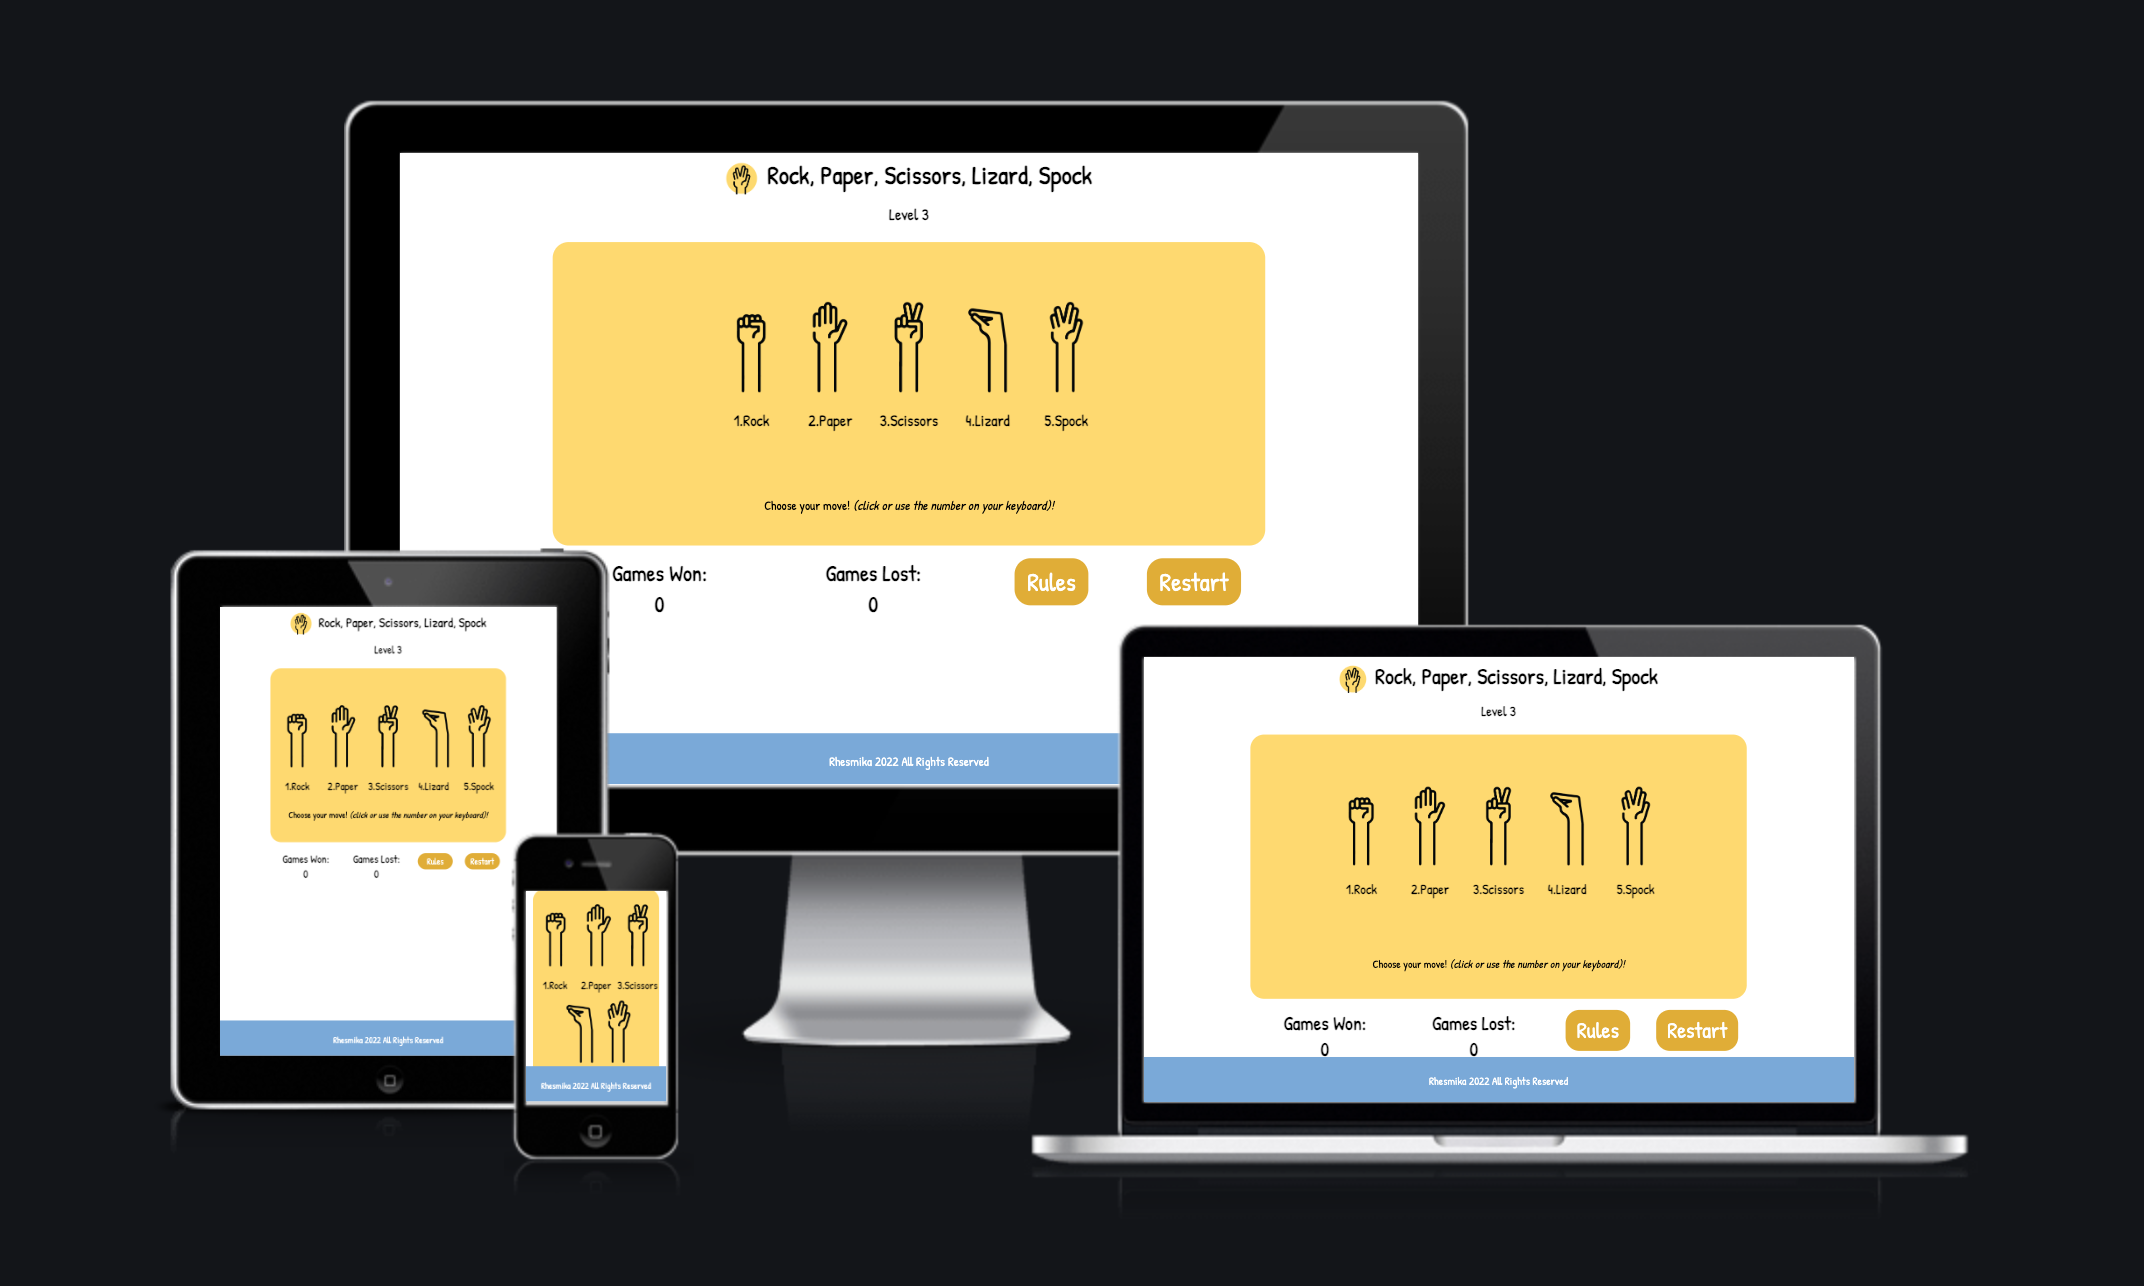 Rock, Paper, Scissors, Lizard, Spock
Level 3
1.Rock 2.Paper 3.Scissors 4.Lizard 5.Spock
Choose your move! (click or use the number on your keyboard)!
Games Won: Games Lost: Rules Restart
0 0
Rhesmika 2022 All Rights Reserved
Rock, Paper, Scissors, Lizard, Spock
Level 3
1.Rock 2.Paper 3.Scissors 4.Lizard 5.Spock
Choose your move! (click or use the number on your keyboard)!
Games Won: Games Lost: Rules Restart
0 0
Rhesmika 2022 All Rights Reserved
1.Rock 2.Paper 3.Scissors
Rhesmika 2022 All Rights Reserved
Rock, Paper, Scissors, Lizard, Spock
Level 3
1.Rock 2.Paper 3.Scissors 4.Lizard 5.Spock
Choose your move! (click or use the number on your keyboard)!
Games Won: Games Lost: Rules Restart
0 0
Rhesmika 2022 All Rights Reserved